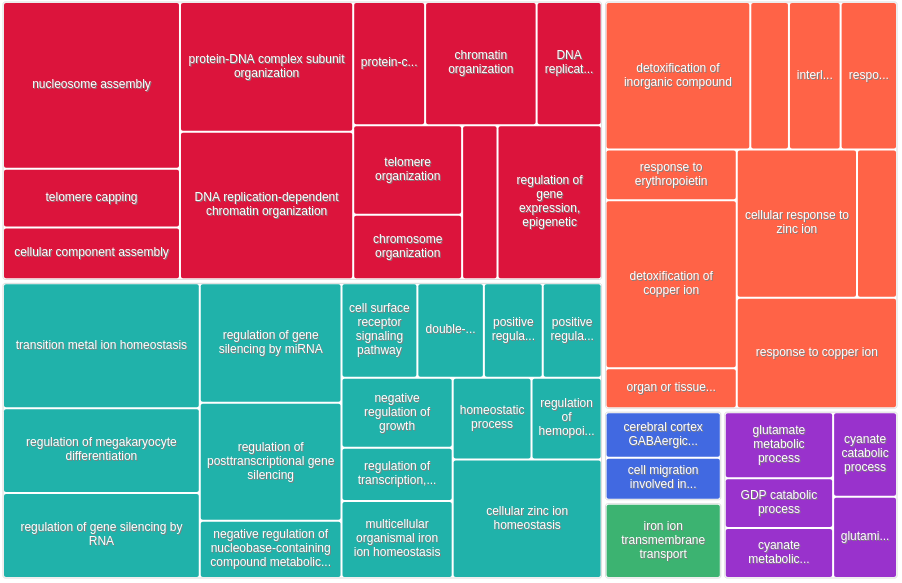 nucleosome assembly
telomere capping
cellular component assembly
protein-DNA complex subunit
organization
DNA replication-dependent
chromatin organization
protein-c...
chromatin
organization
DNA
replicat...
telomere
organization
chromosome
organization
regulation of
gene
expression,
epigenetic
detoxification of
inorganic compound
interl...
respo...
response to
erythropoietin
detoxification of
copper ion
organ or tissue...
cellular response to
zinc ion
response to copper ion
transition metal ion homeostasis
regulation of megakaryocyte
differentiation
regulation of gene silencing by
RNA
regulation of gene
silencing by miRNA
regulation of
posttranscriptional gene
silencing
negative regulation of
nucleobase-containing
compound metabolic...
cell surface
receptor
signaling
pathway
double-...
positive
regula...
positive
regula...
negative
regulation of
growth
regulation of
transcription,...
multicellular
organismal iron
ion homeostasis
homeostatic
process
regulation
of
hemopoi...
cellular zinc ion
homeostasis
cerebral cortex
GABAergic...
cell migration
involved in...
iron ion
transmembrane
transport
glutamate
metabolic
process
GDP catabolic
process
cyanate
metabolic...
cyanate
catabolic
process
glutami...